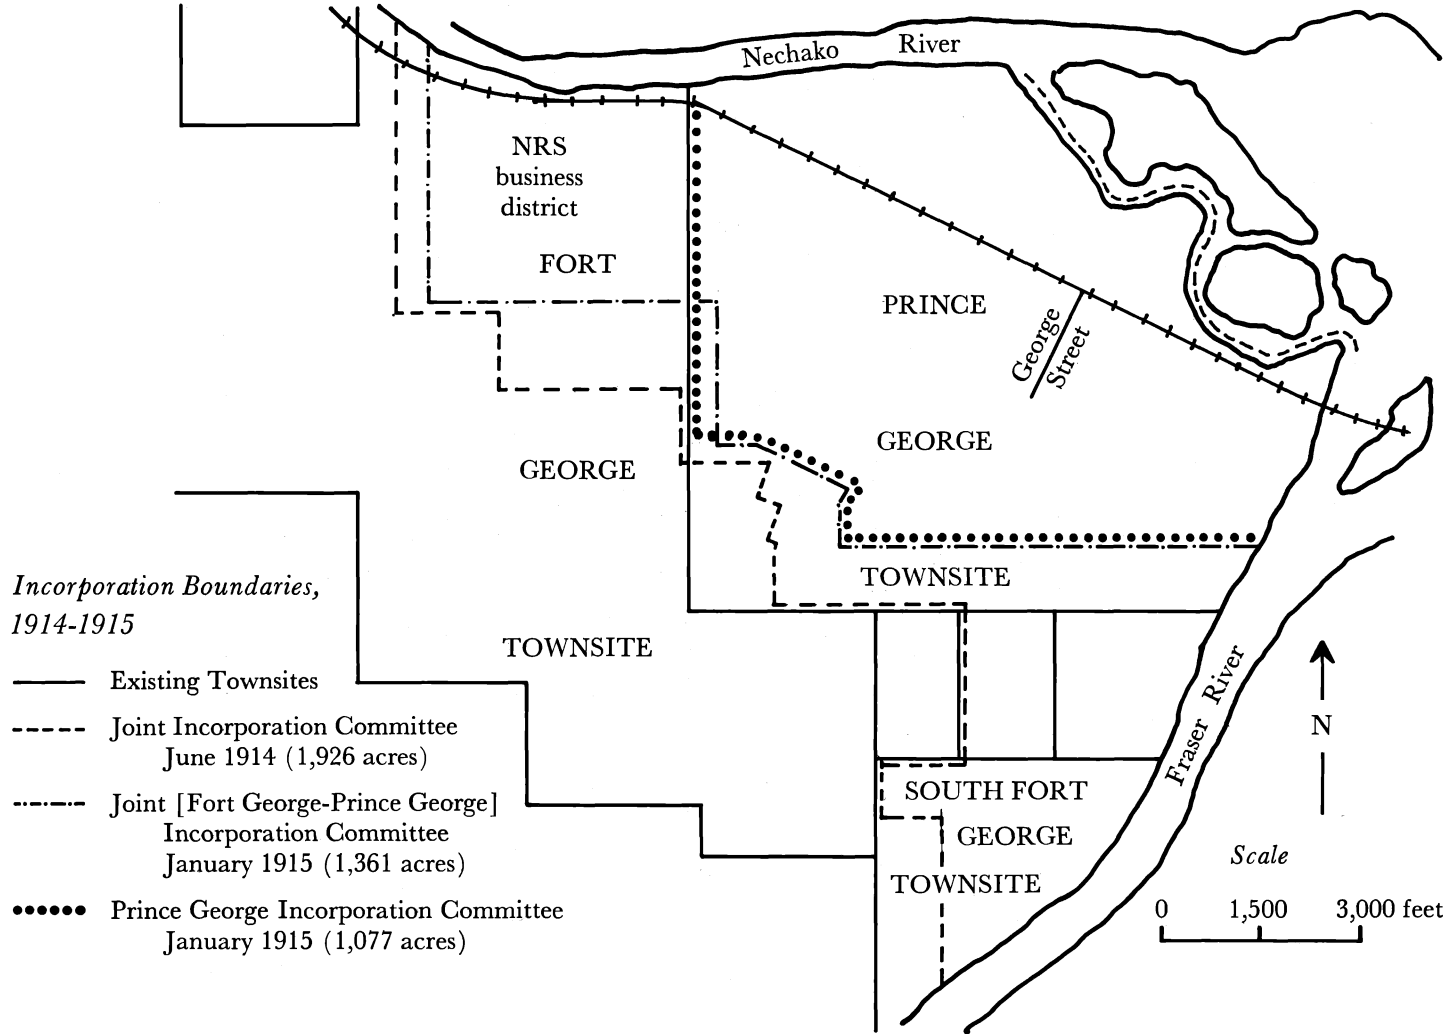 Nechako River
NRS
business
district
FORT
PRINCE
George
Street
GEORGE
GEORGE
TOWNSITE
TOWNSITE
Incorporation Boundaries,
1914-1915
Existing Townsites
Joint Incorporation Committee
June 1914 (1,926 acres)
Joint [Fort George-Prince George]
Incorporation Committee
January 1915 (1,361 acres)
Prince George Incorporation Committee
January 1915 (1,077 acres)
Fraser River
SOUTH FORT
GEORGE
TOWNSITE
N
Scale
0 1,500 3,000 feet